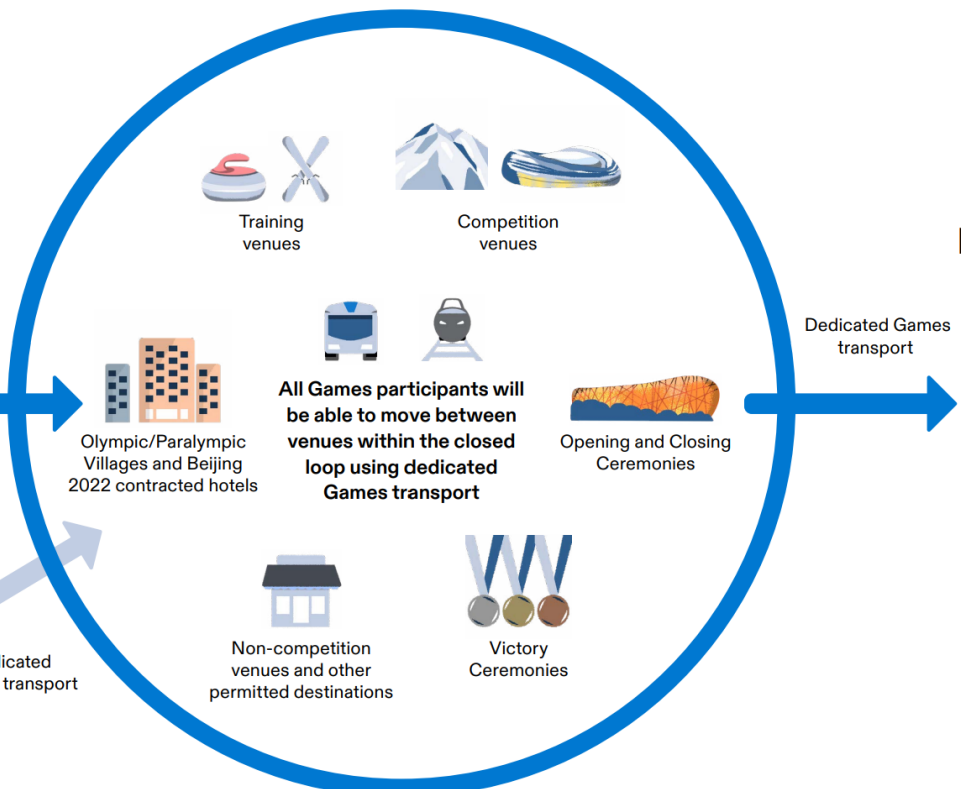 Training
venues
Competition
venues
Dedicated Games
transport
All Games participants will
be able to move between
venues within the closed
loop using dedicated
Games transport
Olympic/Paralympic
Villages and Beijing
2022 contracted hotels
Opening and Closing
Ceremonies
Non-competition
venues and other
permitted destinations
Victory
Ceremonies
transport